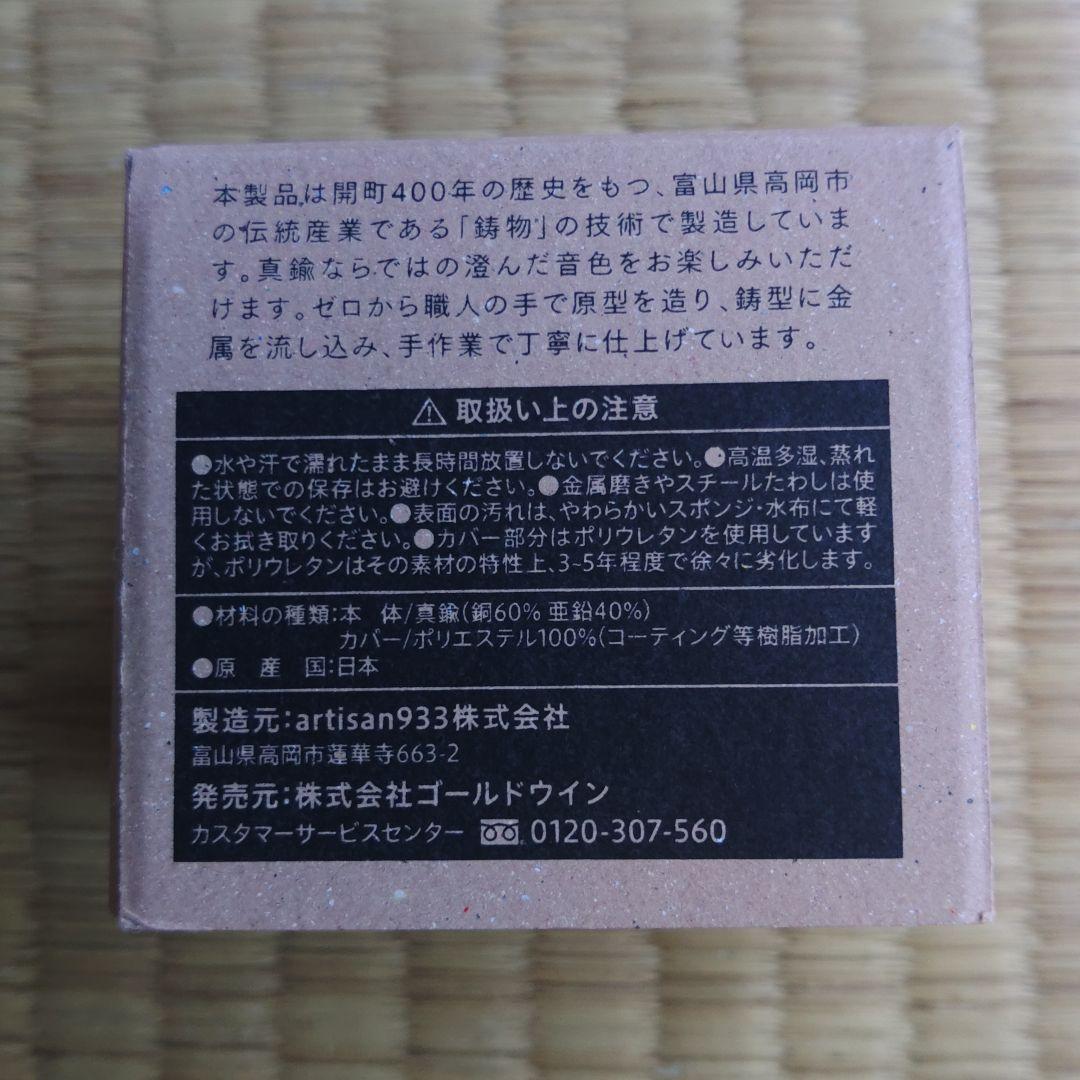 本製品は開町400年の歴史をもつ、富山県高岡市
の伝統産業である「鋳物」の技術で製造していま
す。真鍮ならではの澄んだ音色をお楽しみいただ
けます。ゼロから職人の手で原型を造り、鋳型に金
属を流し込み、手作業で丁寧に仕上げています。
⚠ 取扱い上の注意
●水や汗で濡れたまま長時間放置しないでください。●高温多湿、蒸れ
た状態での保存はお避けください。●金属磨きやスチールたわしは使
用しないでください。●表面の汚れは、やわらかいスポンジ・水布にて軽
くお拭き取りください。●カバー部分はポリウレタンを使用しています
が、ポリウレタンはその素材の特性上、3~5年程度で徐々に劣化します。
●材料の種類:本　体/真鍮(銅60% 亜鉛40%)
カバー/ポリエステル100%(コーティング等樹脂加工)
●原　産　国:日本
製造元:artisan933株式会社
富山県高岡市蓮華寺663-2
発売元:株式会社ゴールドウイン
カスタマーサービスセンター 0120-307-560